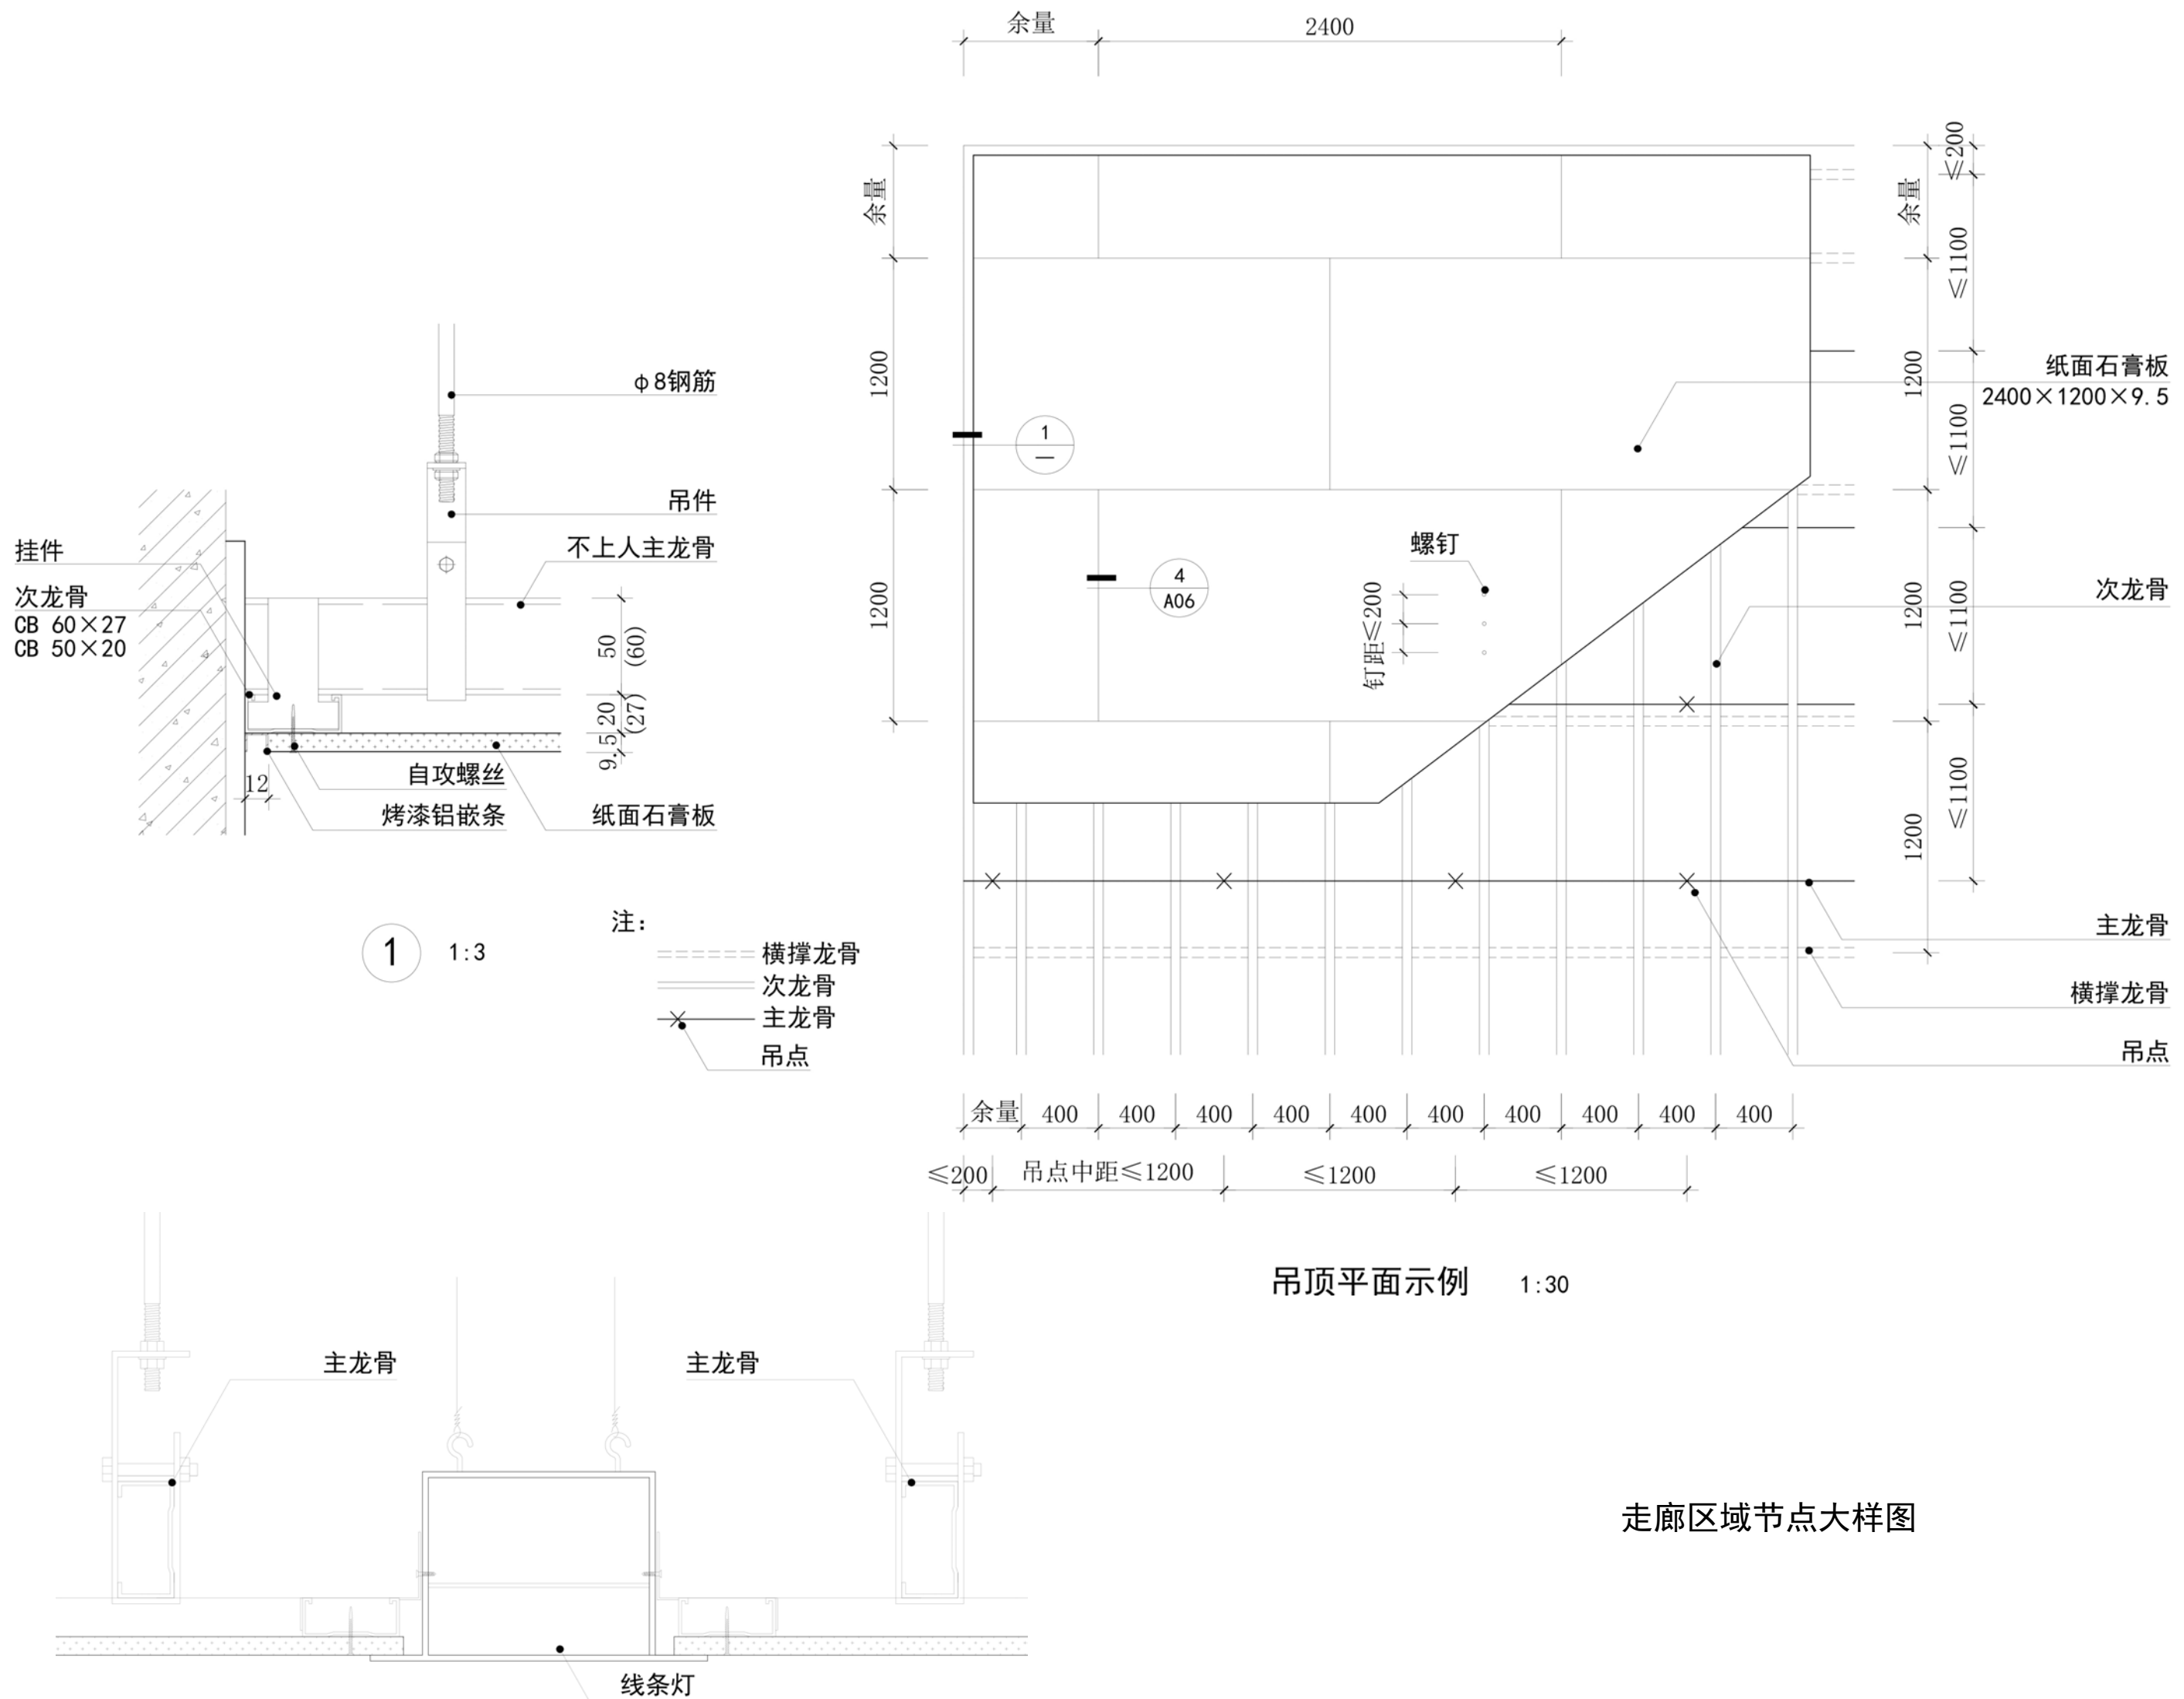 余量
2400
≤200
余量
余量
≤1100
1200
1200
纸面石膏板
2400×1200×9.5
φ8钢筋
≤1100
1
—
吊件
螺钉
不上人主龙骨
挂件
次龙骨
CB 60×27
CB 50×20
4
A06
钉距≤200
1200
1200
≤1100
次龙骨
50
(60)
20
(27)
9.5
12
自攻螺丝
烤漆铝嵌条
纸面石膏板
≤1100
1200
主龙骨
横撑龙骨
吊点
1
1:3
注:
横撑龙骨
次龙骨
主龙骨
吊点
余量 400 400 400 400 400 400 400 400 400 400
≤200 吊点中距≤1200 ≤1200 ≤1200
吊顶平面示例 1:30
主龙骨
主龙骨
线条灯
走廊区域节点大样图